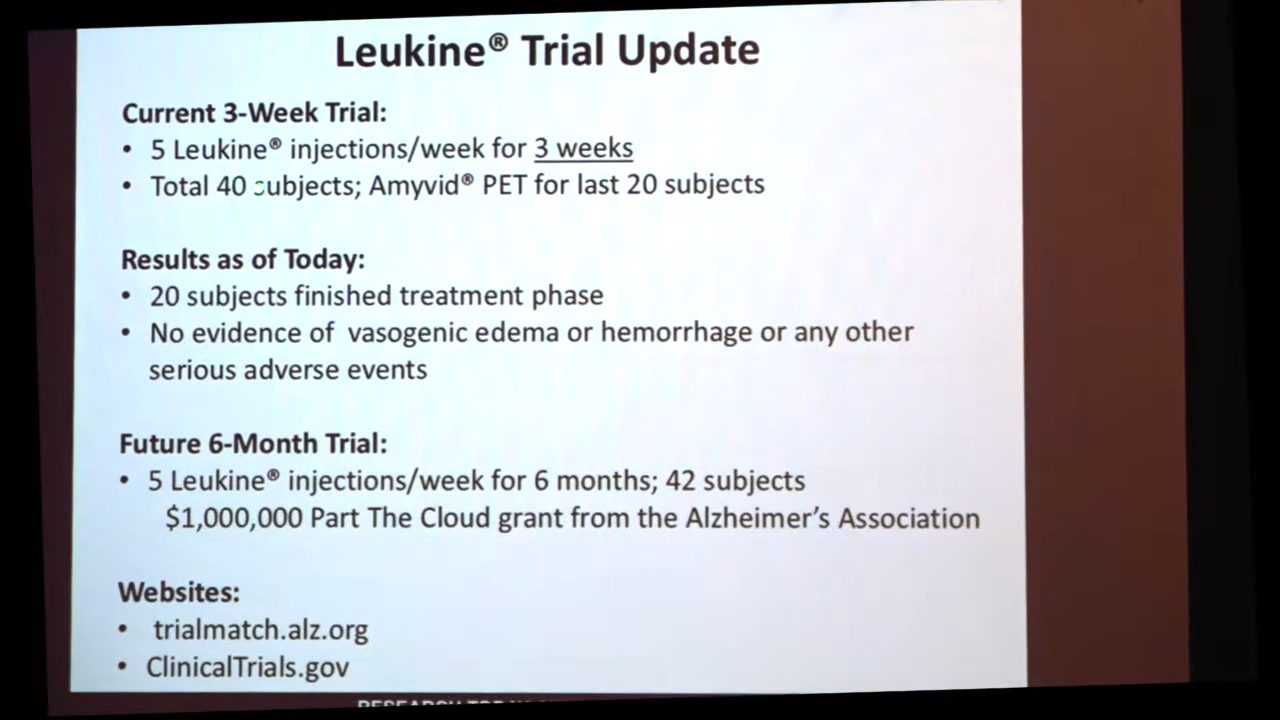 Leukine® Trial Update
Current 3-Week Trial:
• 5 Leukine® injections/week for 3 weeks
• Total 40 subjects; Amyvid® PET for last 20 subjects
Results as of Today:
• 20 subjects finished treatment phase
• No evidence of vasogenic edema or hemorrhage or any other
serious adverse events
Future 6-Month Trial:
• 5 Leukine® injections/week for 6 months; 42 subjects
$1,000,000 Part The Cloud grant from the Alzheimer's Association
Websites:
• trialmatch.alz.org
• ClinicalTrials.gov